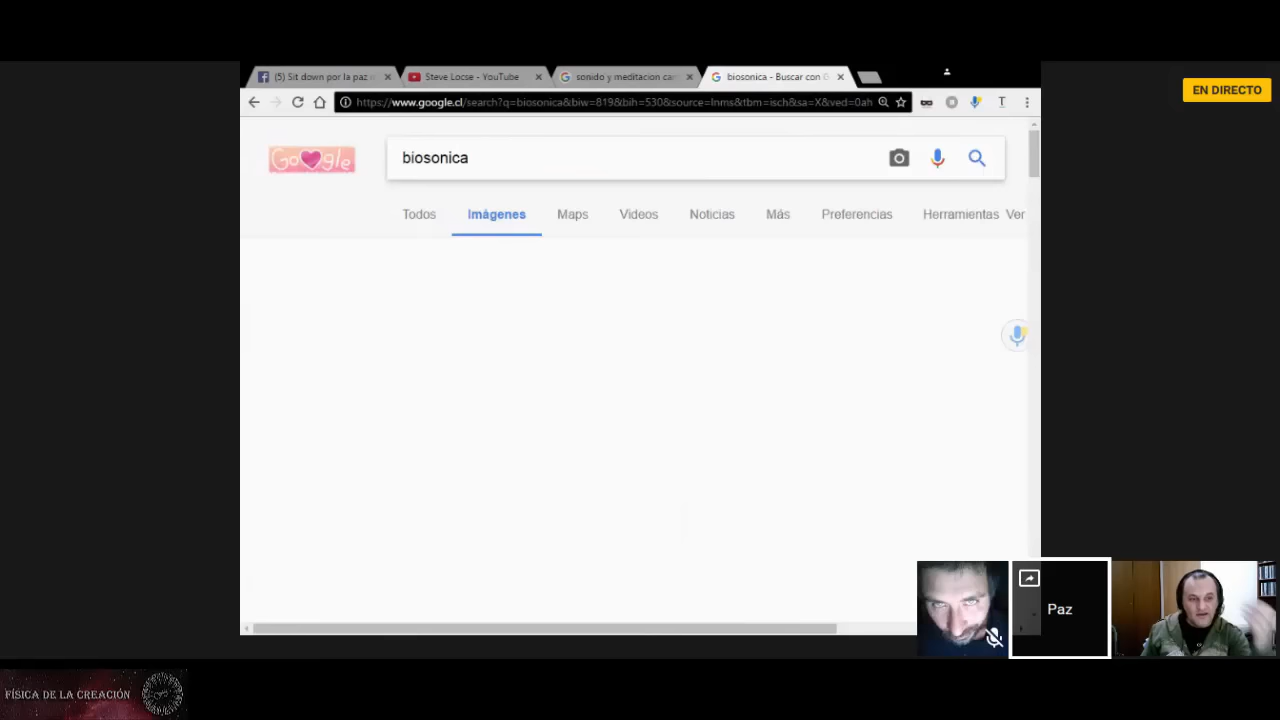 (5) Sit down por la paz
Steve Locse - YouTube
sonido y meditacion
biosonica - Buscar con
EN DIRECTO
https://www.google.cl/search?q=biosonica&biw=819&bih=530&source=lnms&tbm=isch&sa=X&ved=0ah
Google
biosonica
Todos Imágenes Maps Videos Noticias Más Preferencias Herramientas Ver
Paz
FÍSICA DE LA CREACIÓN